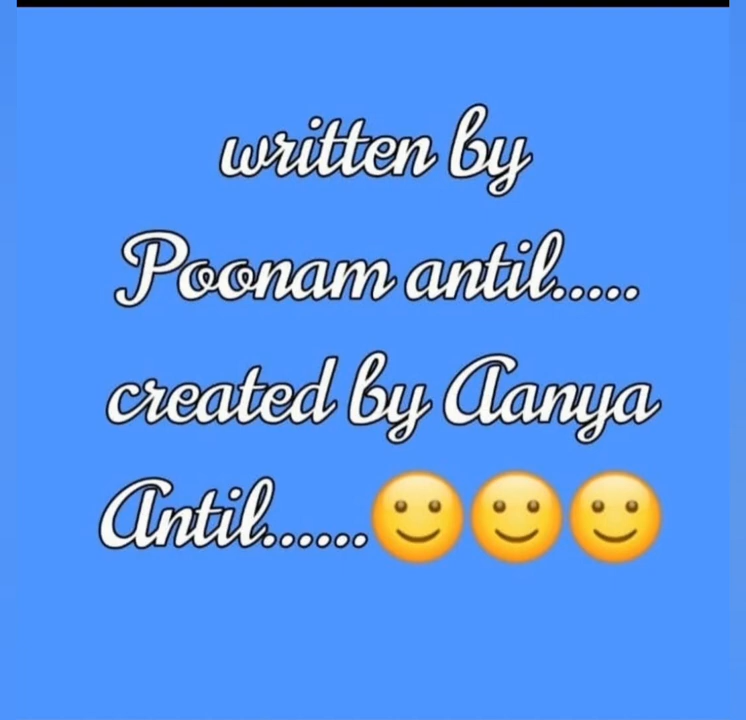 written by
Poonam antil.....
created by Aanya
Antil......🙂🙂🙂